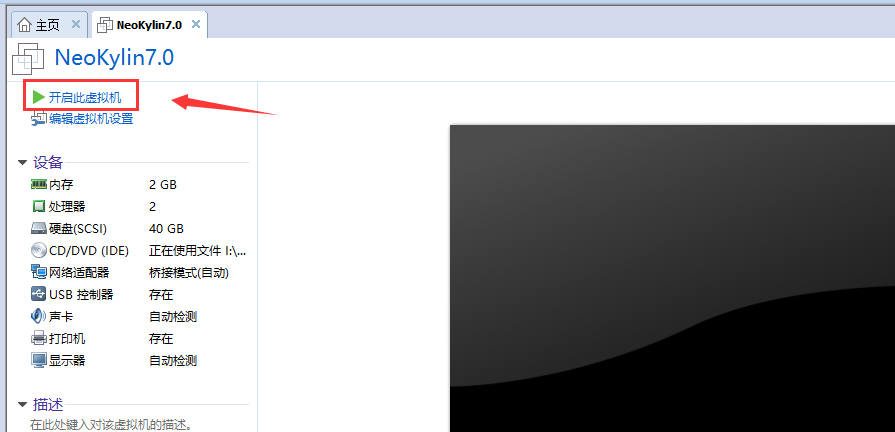 主页 NeoKylin7.0
NeoKylin7.0
开启此虚拟机
编辑虚拟机设置
设备
内存 2 GB
处理器 2
硬盘(SCSI) 40 GB
CD/DVD (IDE) 正在使用文件 I:\...
网络适配器 桥接模式(自动)
USB 控制器 存在
声卡 自动检测
打印机 存在
显示器 自动检测
描述
在此处键入对该虚拟机的描述。